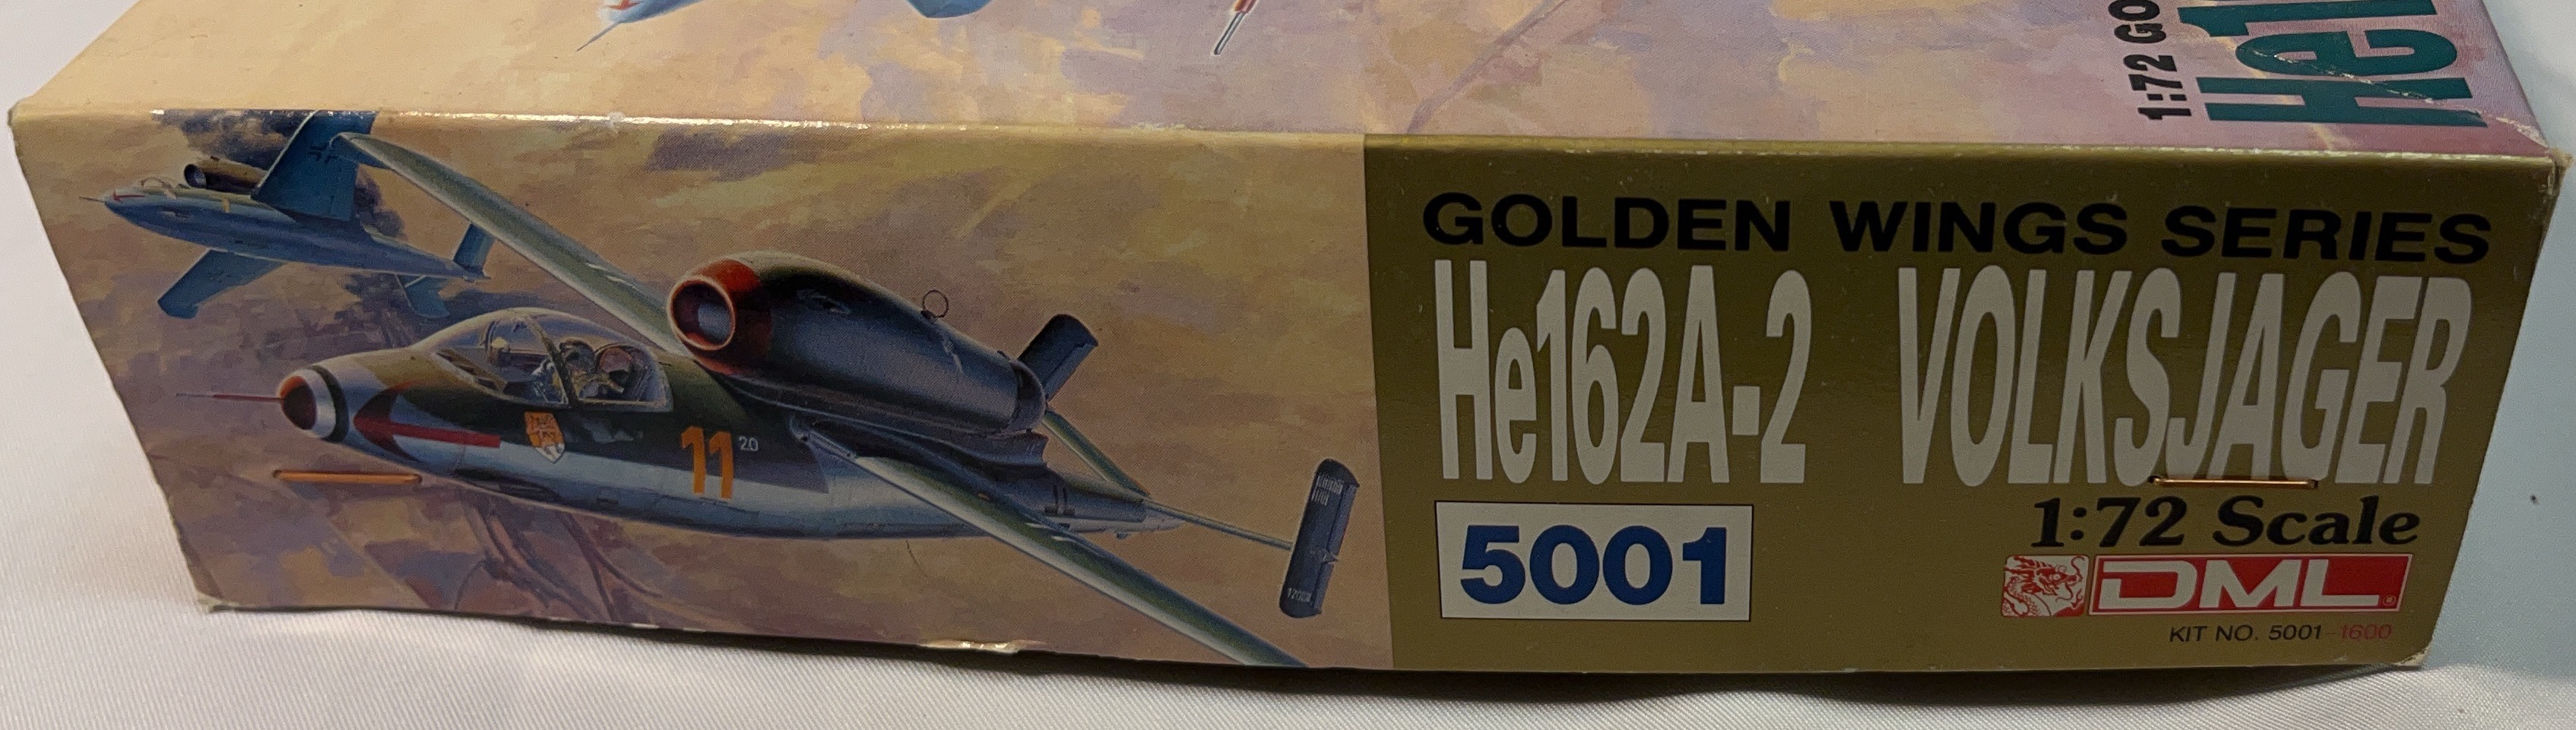 1:72 GO
He1
11 20
GOLDEN WINGS SERIES
He162A-2 VOLKSJAGER
5001
1:72 Scale
DML
KIT NO. 5001-1600